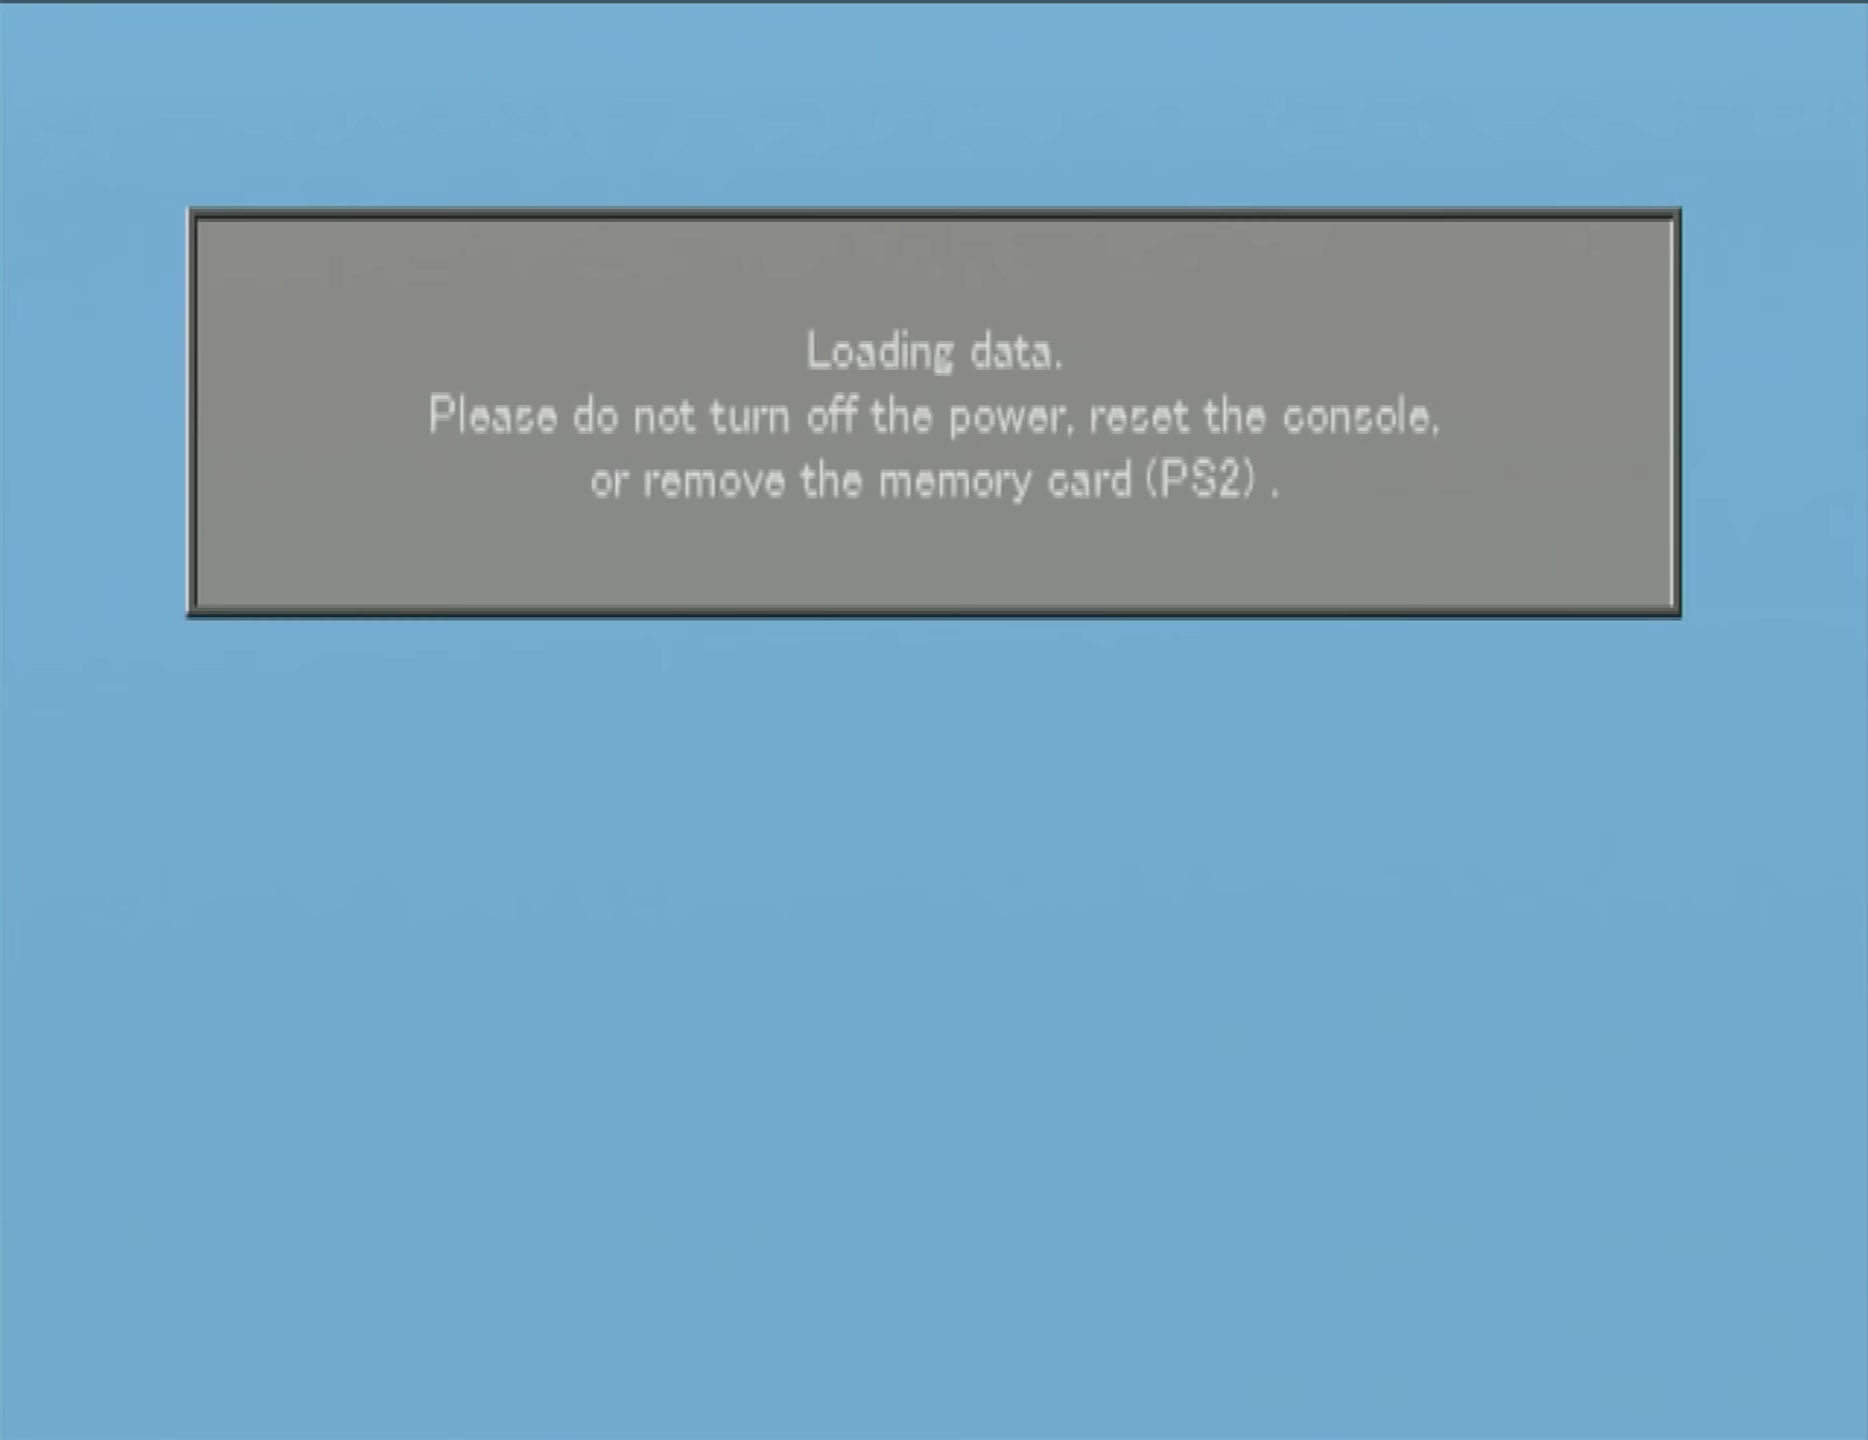 Loading data.
Please do not turn off the power, reset the console,
or remove the memory card (PS2) .